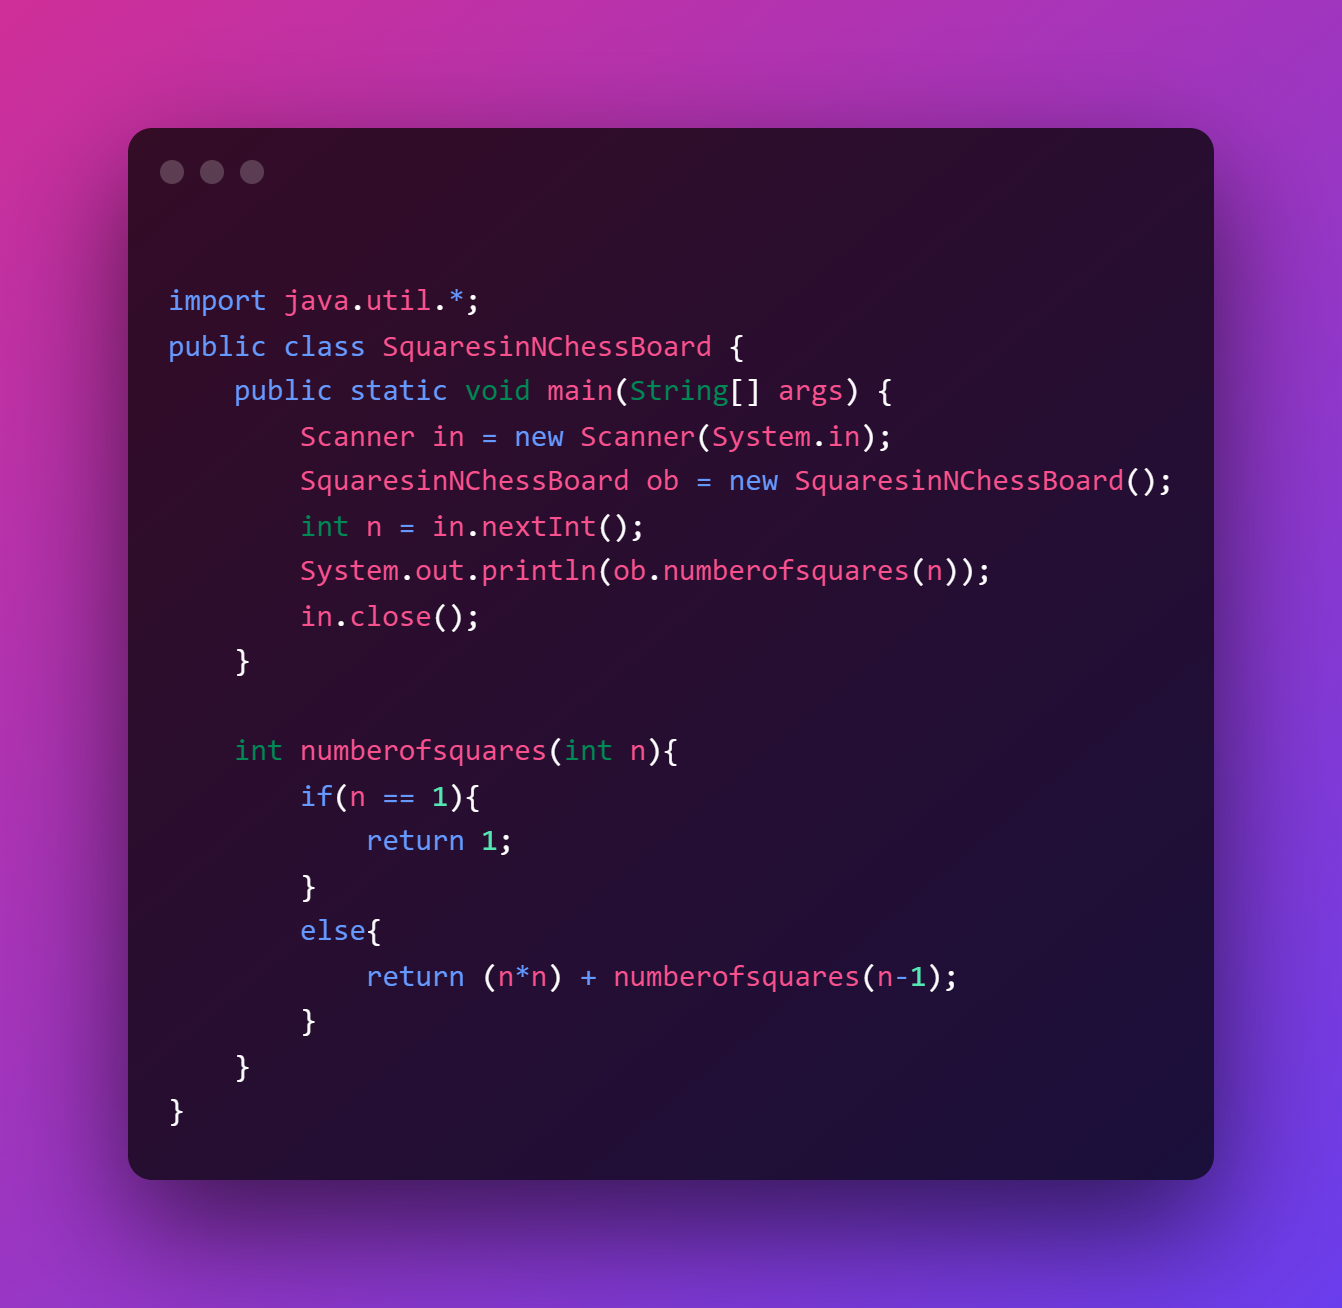 import java.util.*;
public class SquaresinNChessBoard {
    public static void main(String[] args) {
        Scanner in = new Scanner(System.in);
        SquaresinNChessBoard ob = new SquaresinNChessBoard();
        int n = in.nextInt();
        System.out.println(ob.numberofsquares(n));
        in.close();
    }

    int numberofsquares(int n){
        if(n == 1){
            return 1;
        }
        else{
            return (n*n) + numberofsquares(n-1);
        }
    }
}